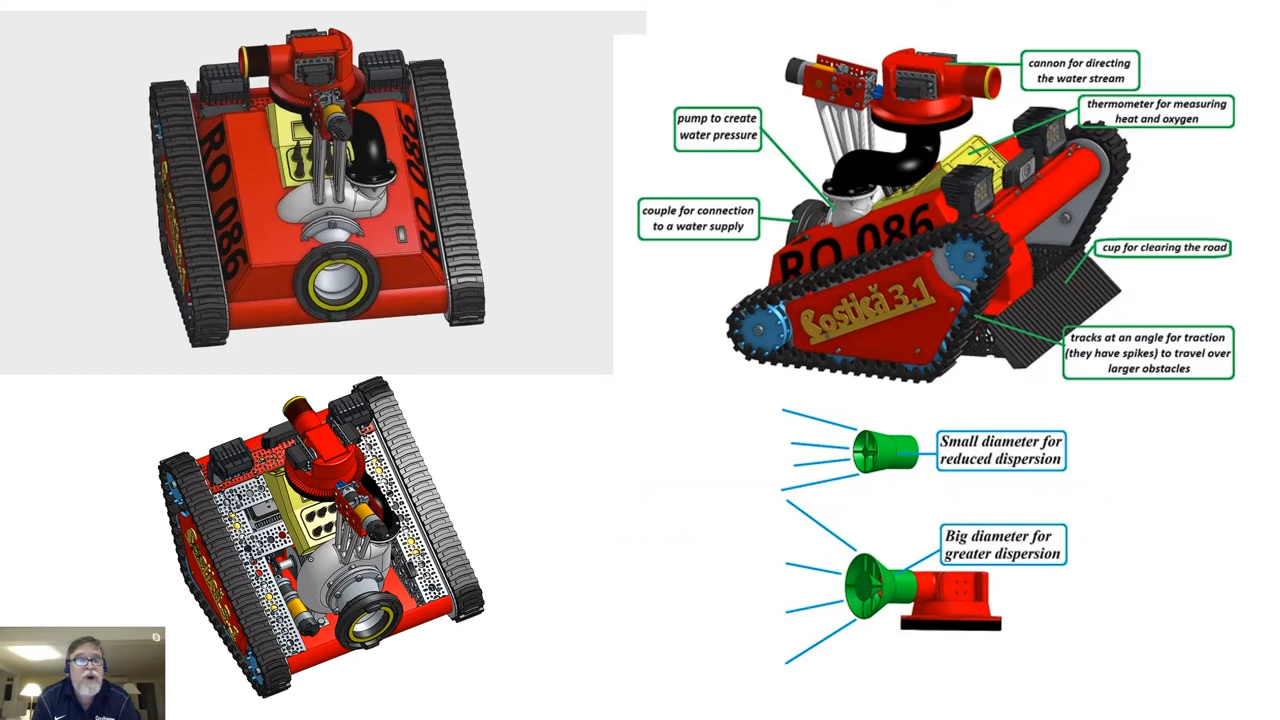 RO 086
RO 086
cannon for directing
the water stream
thermometer for measuring
heat and oxygen
pump to create
water pressure
couple for connection
to a water supply
RO 086
cup for clearing the road
Costică 3.1
tracks at an angle for traction
(they have spikes) to travel over
larger obstacles
Small diameter for
reduced dispersion
Big diameter for
greater dispersion